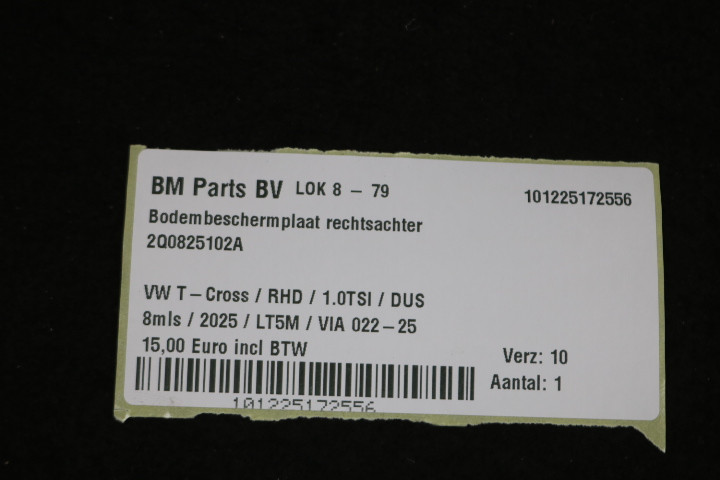 BM Parts BV LOK 8 - 79 101225172556
Bodembeschermplaat rechtsachter
2Q0825102A
VW T-Cross / RHD / 1.0TSI / DUS
8mls / 2025 / LT5M / VIA 022-25
15,00 Euro incl BTW
Verz: 10
Aantal: 1
101225172556